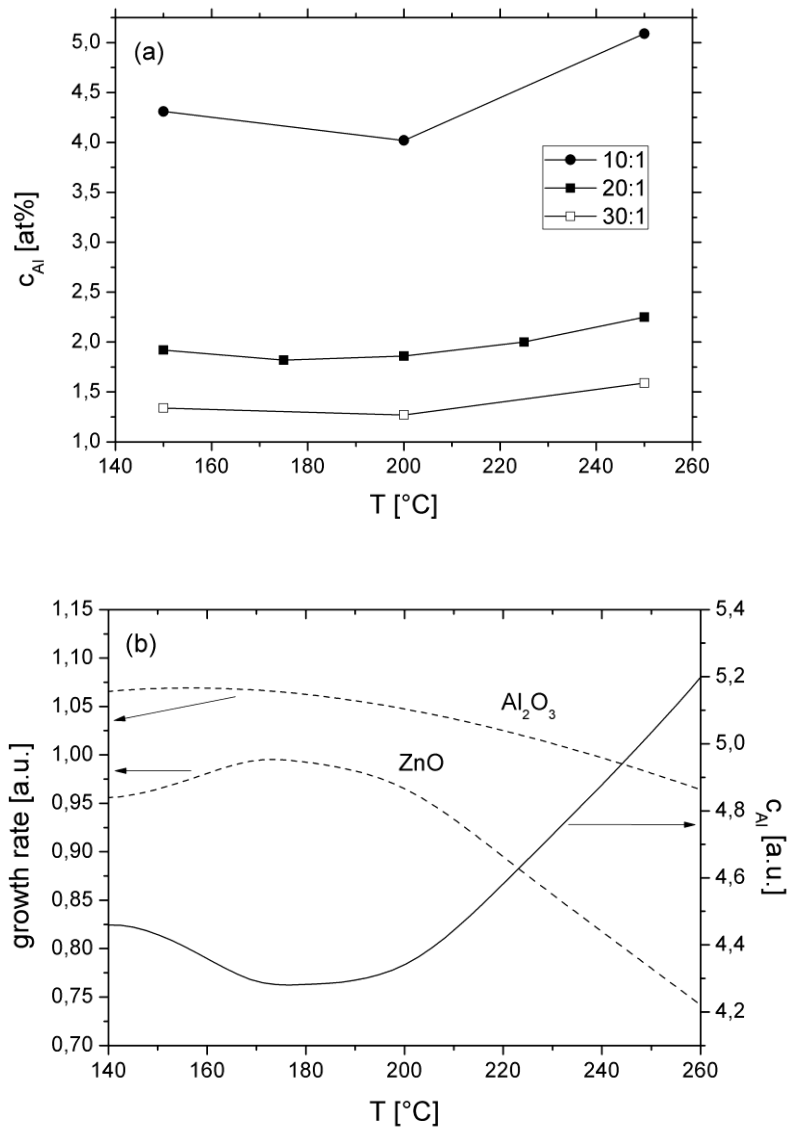 (a)
5,0
4,5
4,0
3,5
3,0
2,5
2,0
1,5
1,0
c_Al [at%]
10:1
20:1
30:1
140 160 180 200 220 240 260
T [°C]
(b)
1,15
1,10
1,05
1,00
0,95
0,90
0,85
0,80
0,75
0,70
growth rate [a.u.]
Al₂O₃
ZnO
5,4
5,2
5,0
4,8
4,6
4,4
4,2
c_Al [a.u.]
140 160 180 200 220 240 260
T [°C]